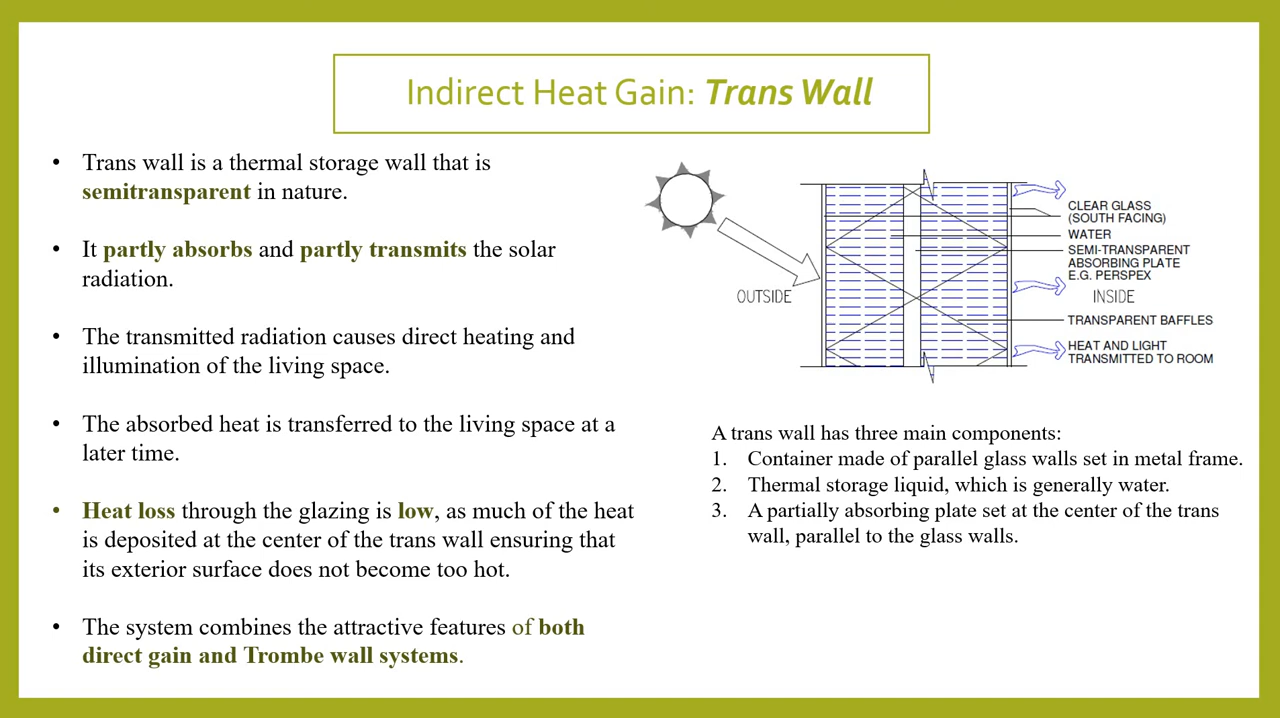 Indirect Heat Gain: Trans Wall
• Trans wall is a thermal storage wall that is
semitransparent in nature.
• It partly absorbs and partly transmits the solar
radiation.
• The transmitted radiation causes direct heating and
illumination of the living space.
• The absorbed heat is transferred to the living space at a
later time.
• Heat loss through the glazing is low, as much of the heat
is deposited at the center of the trans wall ensuring that
its exterior surface does not become too hot.
• The system combines the attractive features of both
direct gain and Trombe wall systems.
OUTSIDE
CLEAR GLASS
(SOUTH FACING)
WATER
SEMI-TRANSPARENT
ABSORBING PLATE
E.G. PERSPEX
INSIDE
TRANSPARENT BAFFLES
HEAT AND LIGHT
TRANSMITTED TO ROOM
A trans wall has three main components:
1. Container made of parallel glass walls set in metal frame.
2. Thermal storage liquid, which is generally water.
3. A partially absorbing plate set at the center of the trans
wall, parallel to the glass walls.